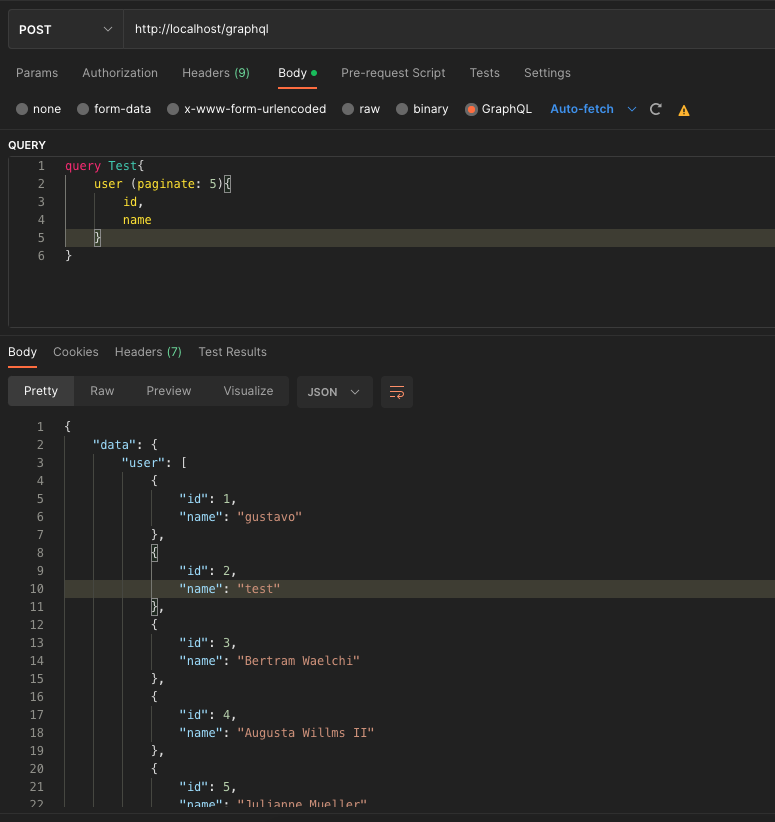 POST http://localhost/graphql
Params Authorization Headers (9) Body Pre-request Script Tests Settings
none form-data x-www-form-urlencoded raw binary GraphQL Auto-fetch
QUERY
1 query Test{
2 user (paginate: 5){
3 id,
4 name
5 }
6 }
Body Cookies Headers (7) Test Results
Pretty Raw Preview Visualize JSON
1 {
2 "data": {
3 "user": [
4 {
5 "id": 1,
6 "name": "gustavo"
7 },
8 {
9 "id": 2,
10 "name": "test"
11 },
12 {
13 "id": 3,
14 "name": "Bertram Waelchi"
15 },
16 {
17 "id": 4,
18 "name": "Augusta Willms II"
19 },
20 {
21 "id": 5,
22 "name": "Julianne Mueller"